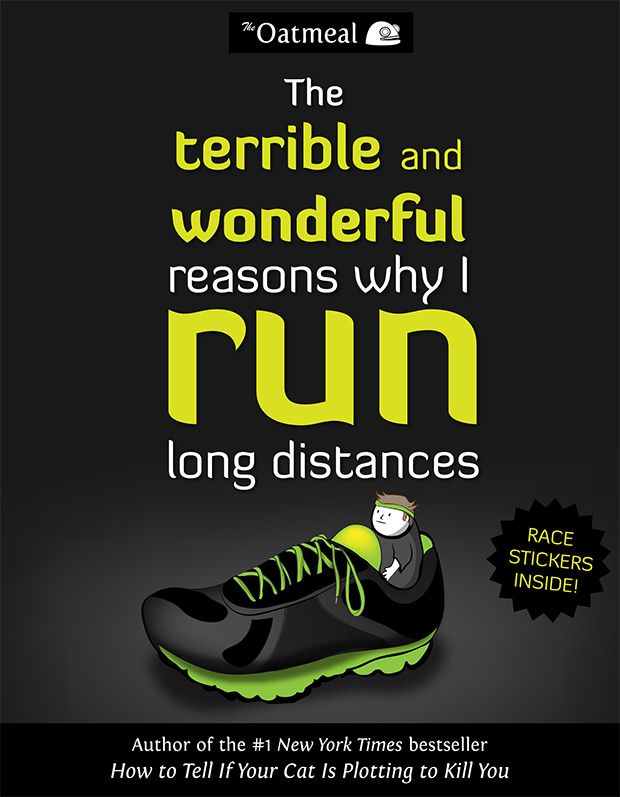 The Oatmeal
The
terrible and
wonderful
reasons why I
run
long distances
RACE
STICKERS
INSIDE!
Author of the #1 New York Times bestseller
How to Tell If Your Cat Is Plotting to Kill You